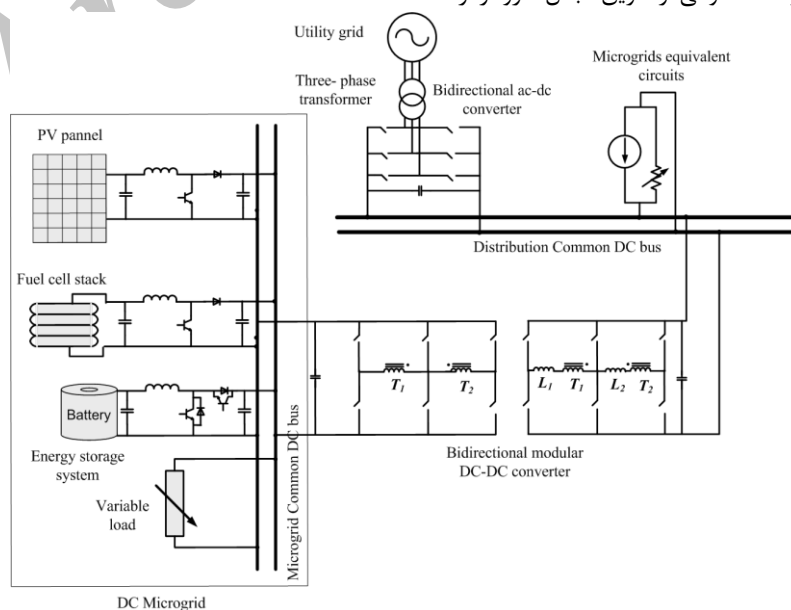 Utility grid
Microgrids equivalent
circuits
Three- phase
transformer
Bidirectional ac-dc
converter
PV pannel
Distribution Common DC bus
Fuel cell stack
T1
T2
L1
T1
L2
T2
Battery
Microgrid Common DC bus
Bidirectional modular
DC-DC converter
Energy storage
system
Variable
load
DC Microgrid